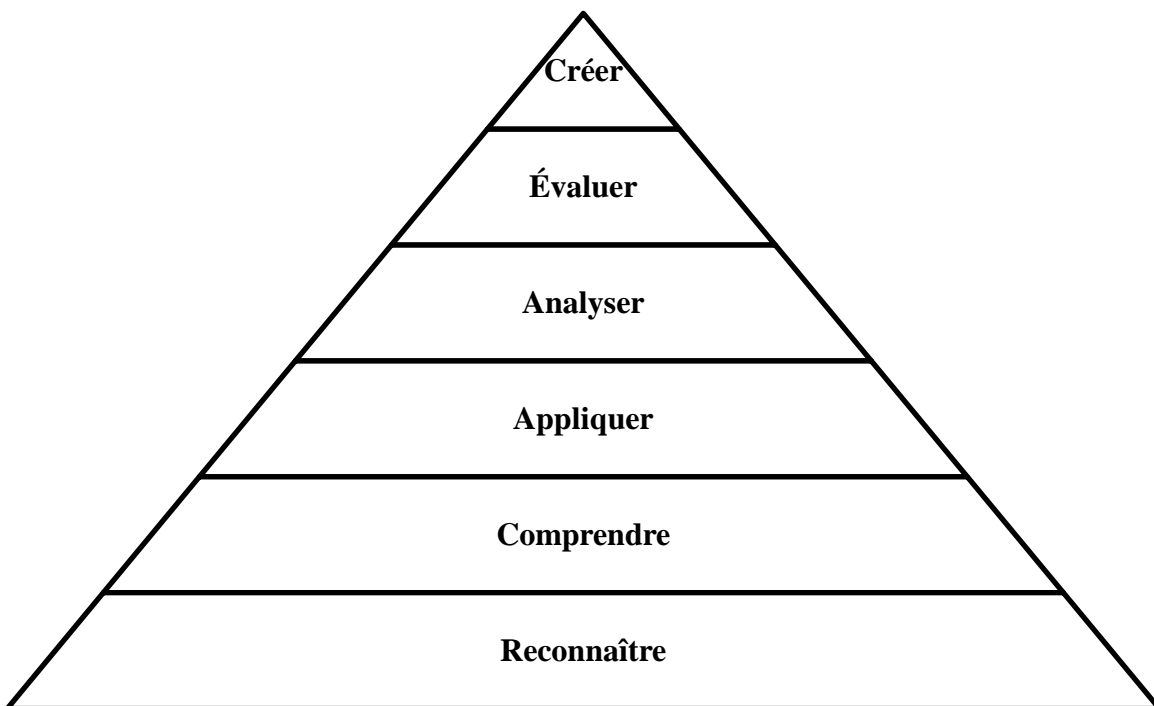 Créer
Évaluer
Analyser
Appliquer
Comprendre
Reconnaître